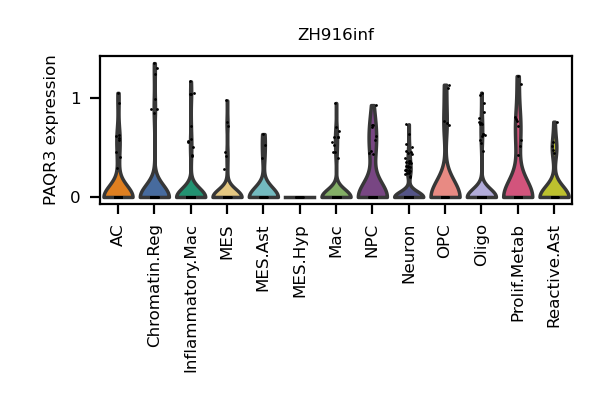 ZH916inf
PAQR3 expression
1
0
AC
Chromatin.Reg
Inflammatory.Mac
MES
MES.Ast
MES.Hyp
Mac
NPC
Neuron
OPC
Oligo
Prolif.Metab
Reactive.Ast